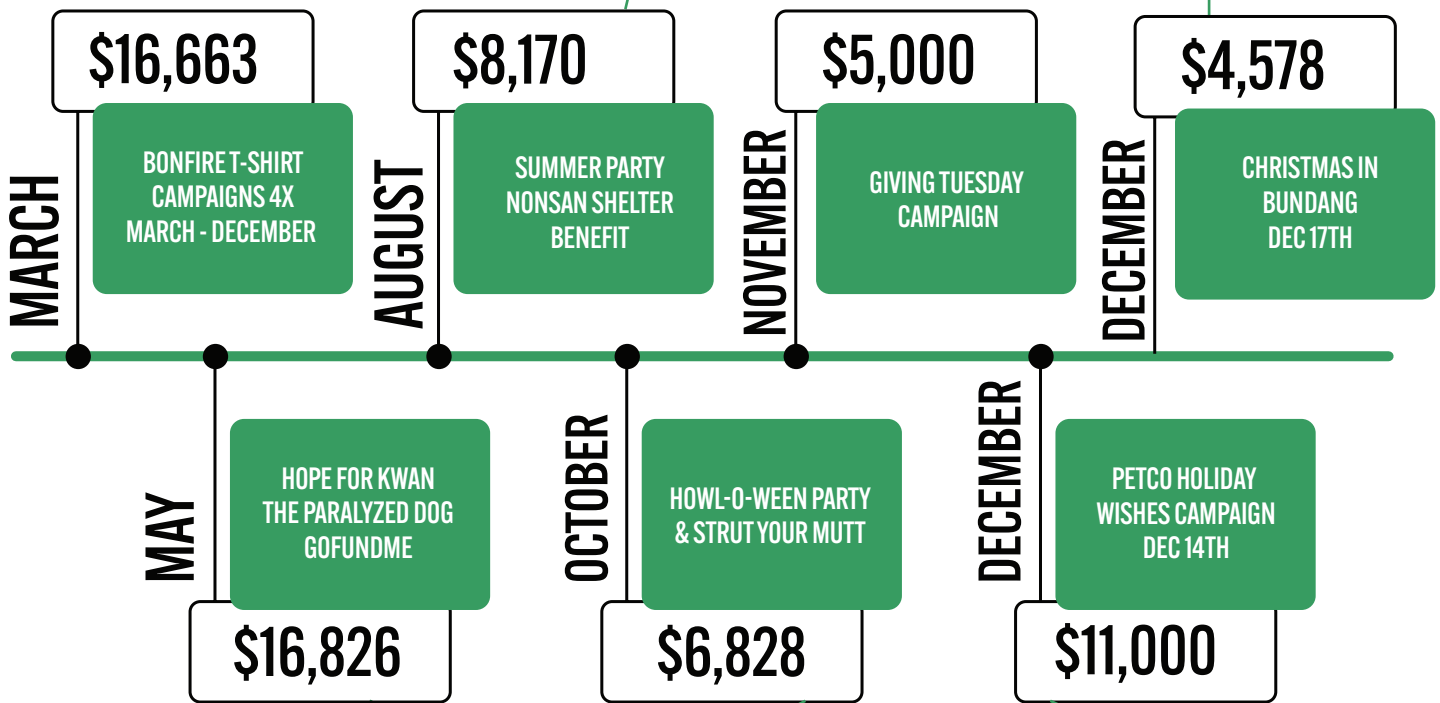 $16,663
MARCH
BONFIRE T-SHIRT
CAMPAIGNS 4X
MARCH - DECEMBER
MAY
HOPE FOR KWAN
THE PARALYZED DOG
GOFUNDME
$16,826
$8,170
AUGUST
SUMMER PARTY
NONSAN SHELTER
BENEFIT
OCTOBER
HOWL-O-WEEN PARTY
& STRUT YOUR MUTT
$6,828
$5,000
NOVEMBER
GIVING TUESDAY
CAMPAIGN
DECEMBER
PETCO HOLIDAY
WISHES CAMPAIGN
DEC 14TH
$11,000
$4,578
DECEMBER
CHRISTMAS IN
BUNDANG
DEC 17TH